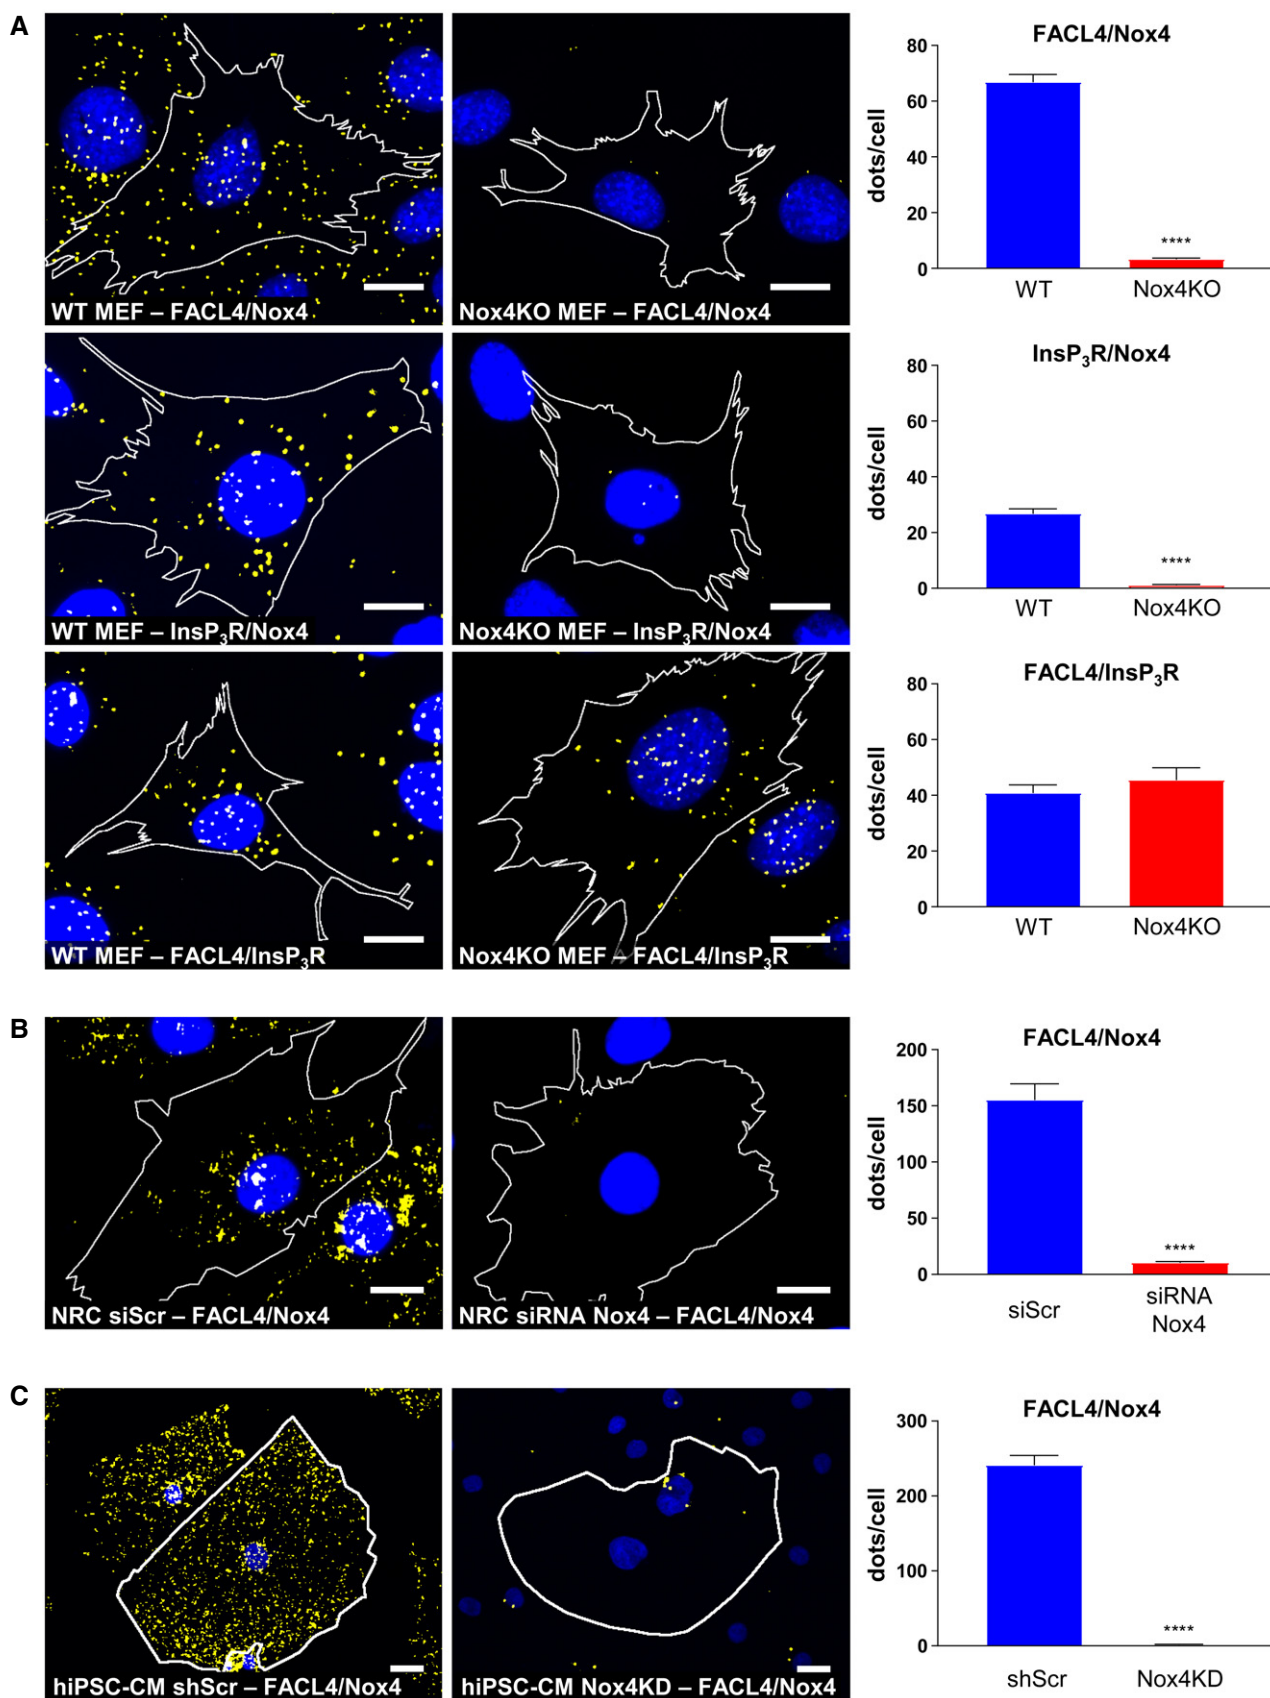 A
WT MEF – FACL4/Nox4
Nox4KO MEF – FACL4/Nox4
FACL4/Nox4
dots/cell
80
60
40
20
0
****
WT
Nox4KO
WT MEF – InsP₃R/Nox4
Nox4KO MEF – InsP₃R/Nox4
InsP₃R/Nox4
dots/cell
80
60
40
20
0
****
WT
Nox4KO
WT MEF – FACL4/InsP₃R
Nox4KO MEF – FACL4/InsP₃R
FACL4/InsP₃R
dots/cell
80
60
40
20
0
WT
Nox4KO
B
NRC siScr – FACL4/Nox4
NRC siRNA Nox4 – FACL4/Nox4
FACL4/Nox4
dots/cell
200
150
100
50
0
****
siScr
siRNA
Nox4
C
hiPSC-CM shScr – FACL4/Nox4
hiPSC-CM Nox4KD – FACL4/Nox4
FACL4/Nox4
dots/cell
300
200
100
0
****
shScr
Nox4KD